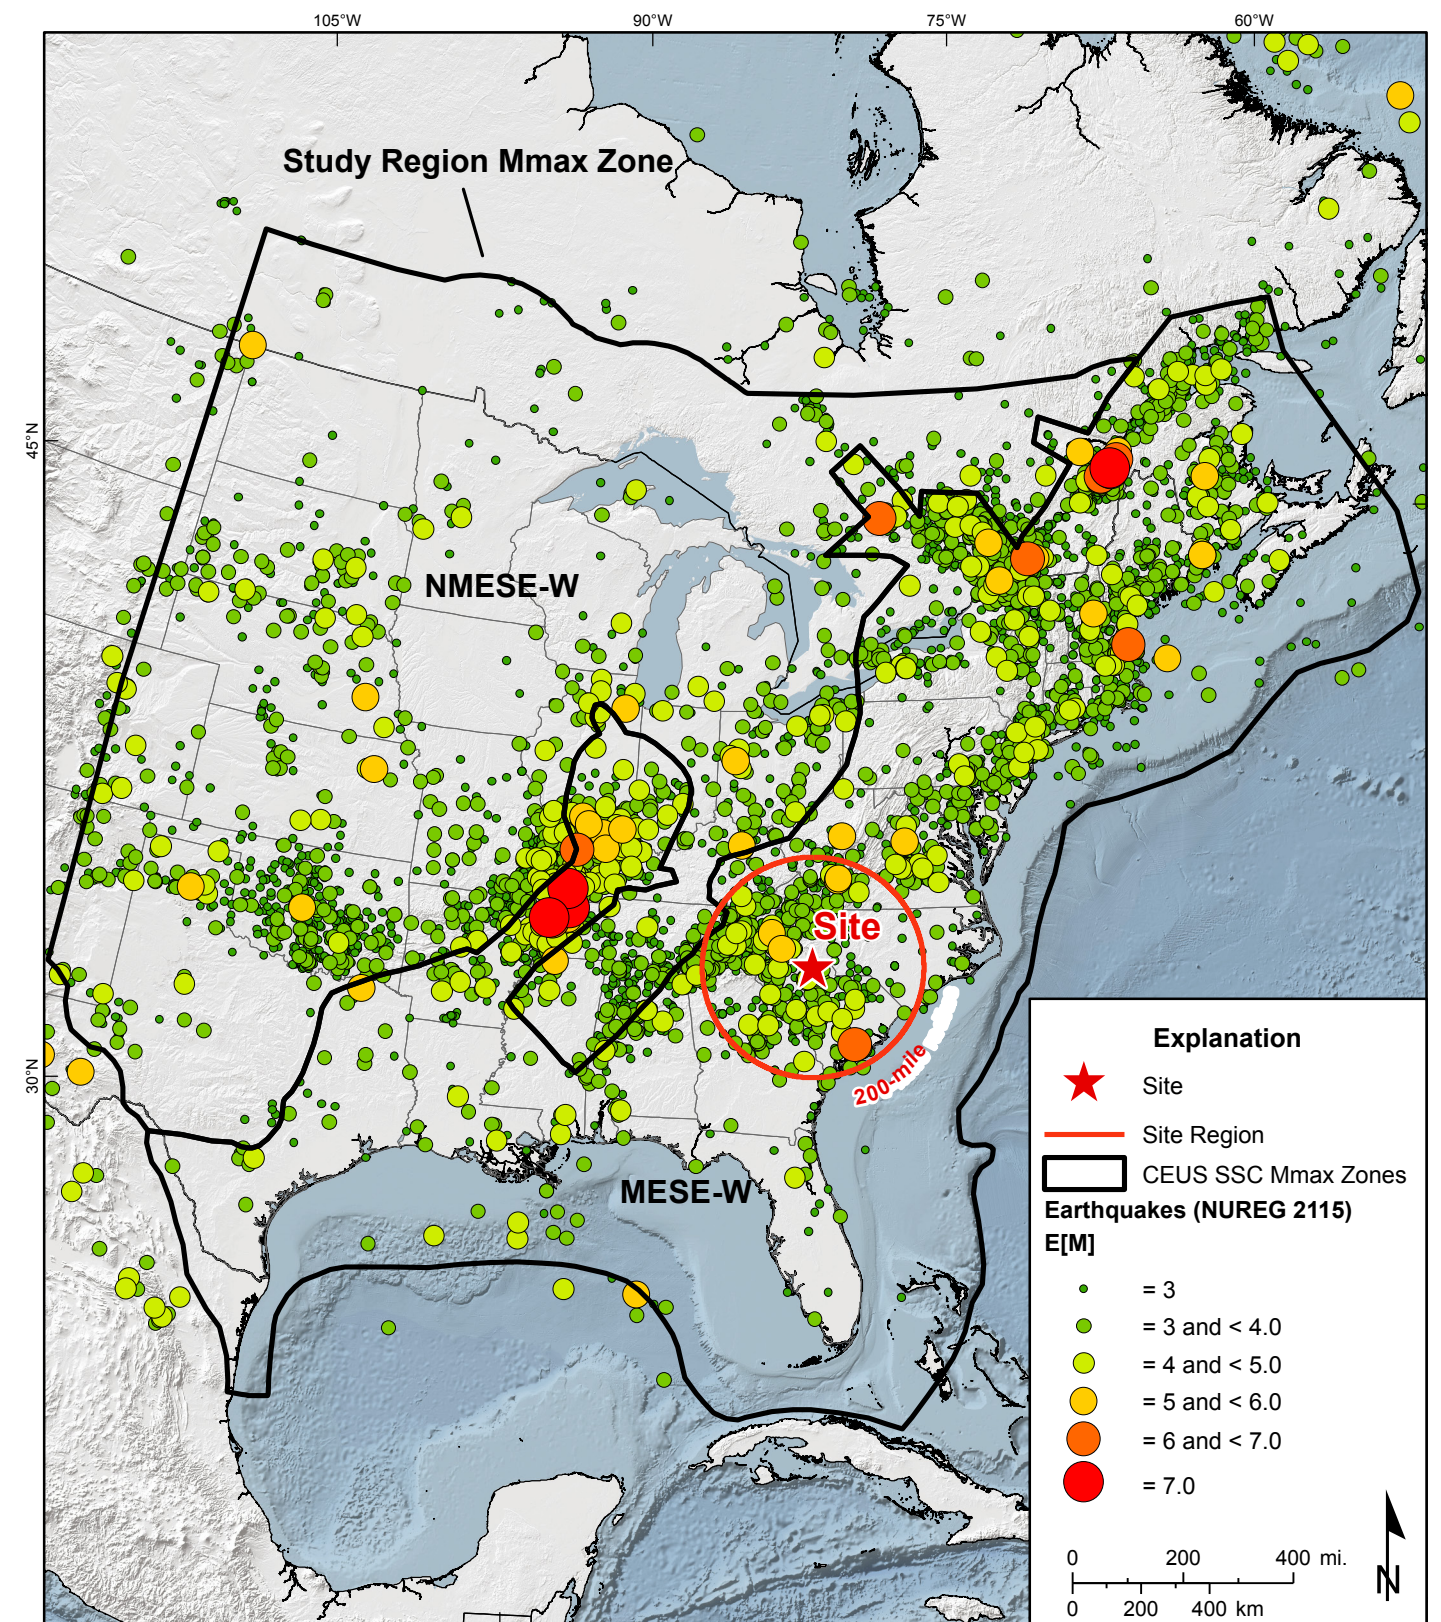 105°W 90°W 75°W 60°W
Study Region Mmax Zone
45°N
NMESE-W
Site
30°N
200-mile
MESE-W
Explanation
Site
Site Region
CEUS SSC Mmax Zones
Earthquakes (NUREG 2115)
E[M]
= 3
= 3 and < 4.0
= 4 and < 5.0
= 5 and < 6.0
= 6 and < 7.0
= 7.0
0 200 400 mi.
0 200 400 km
N